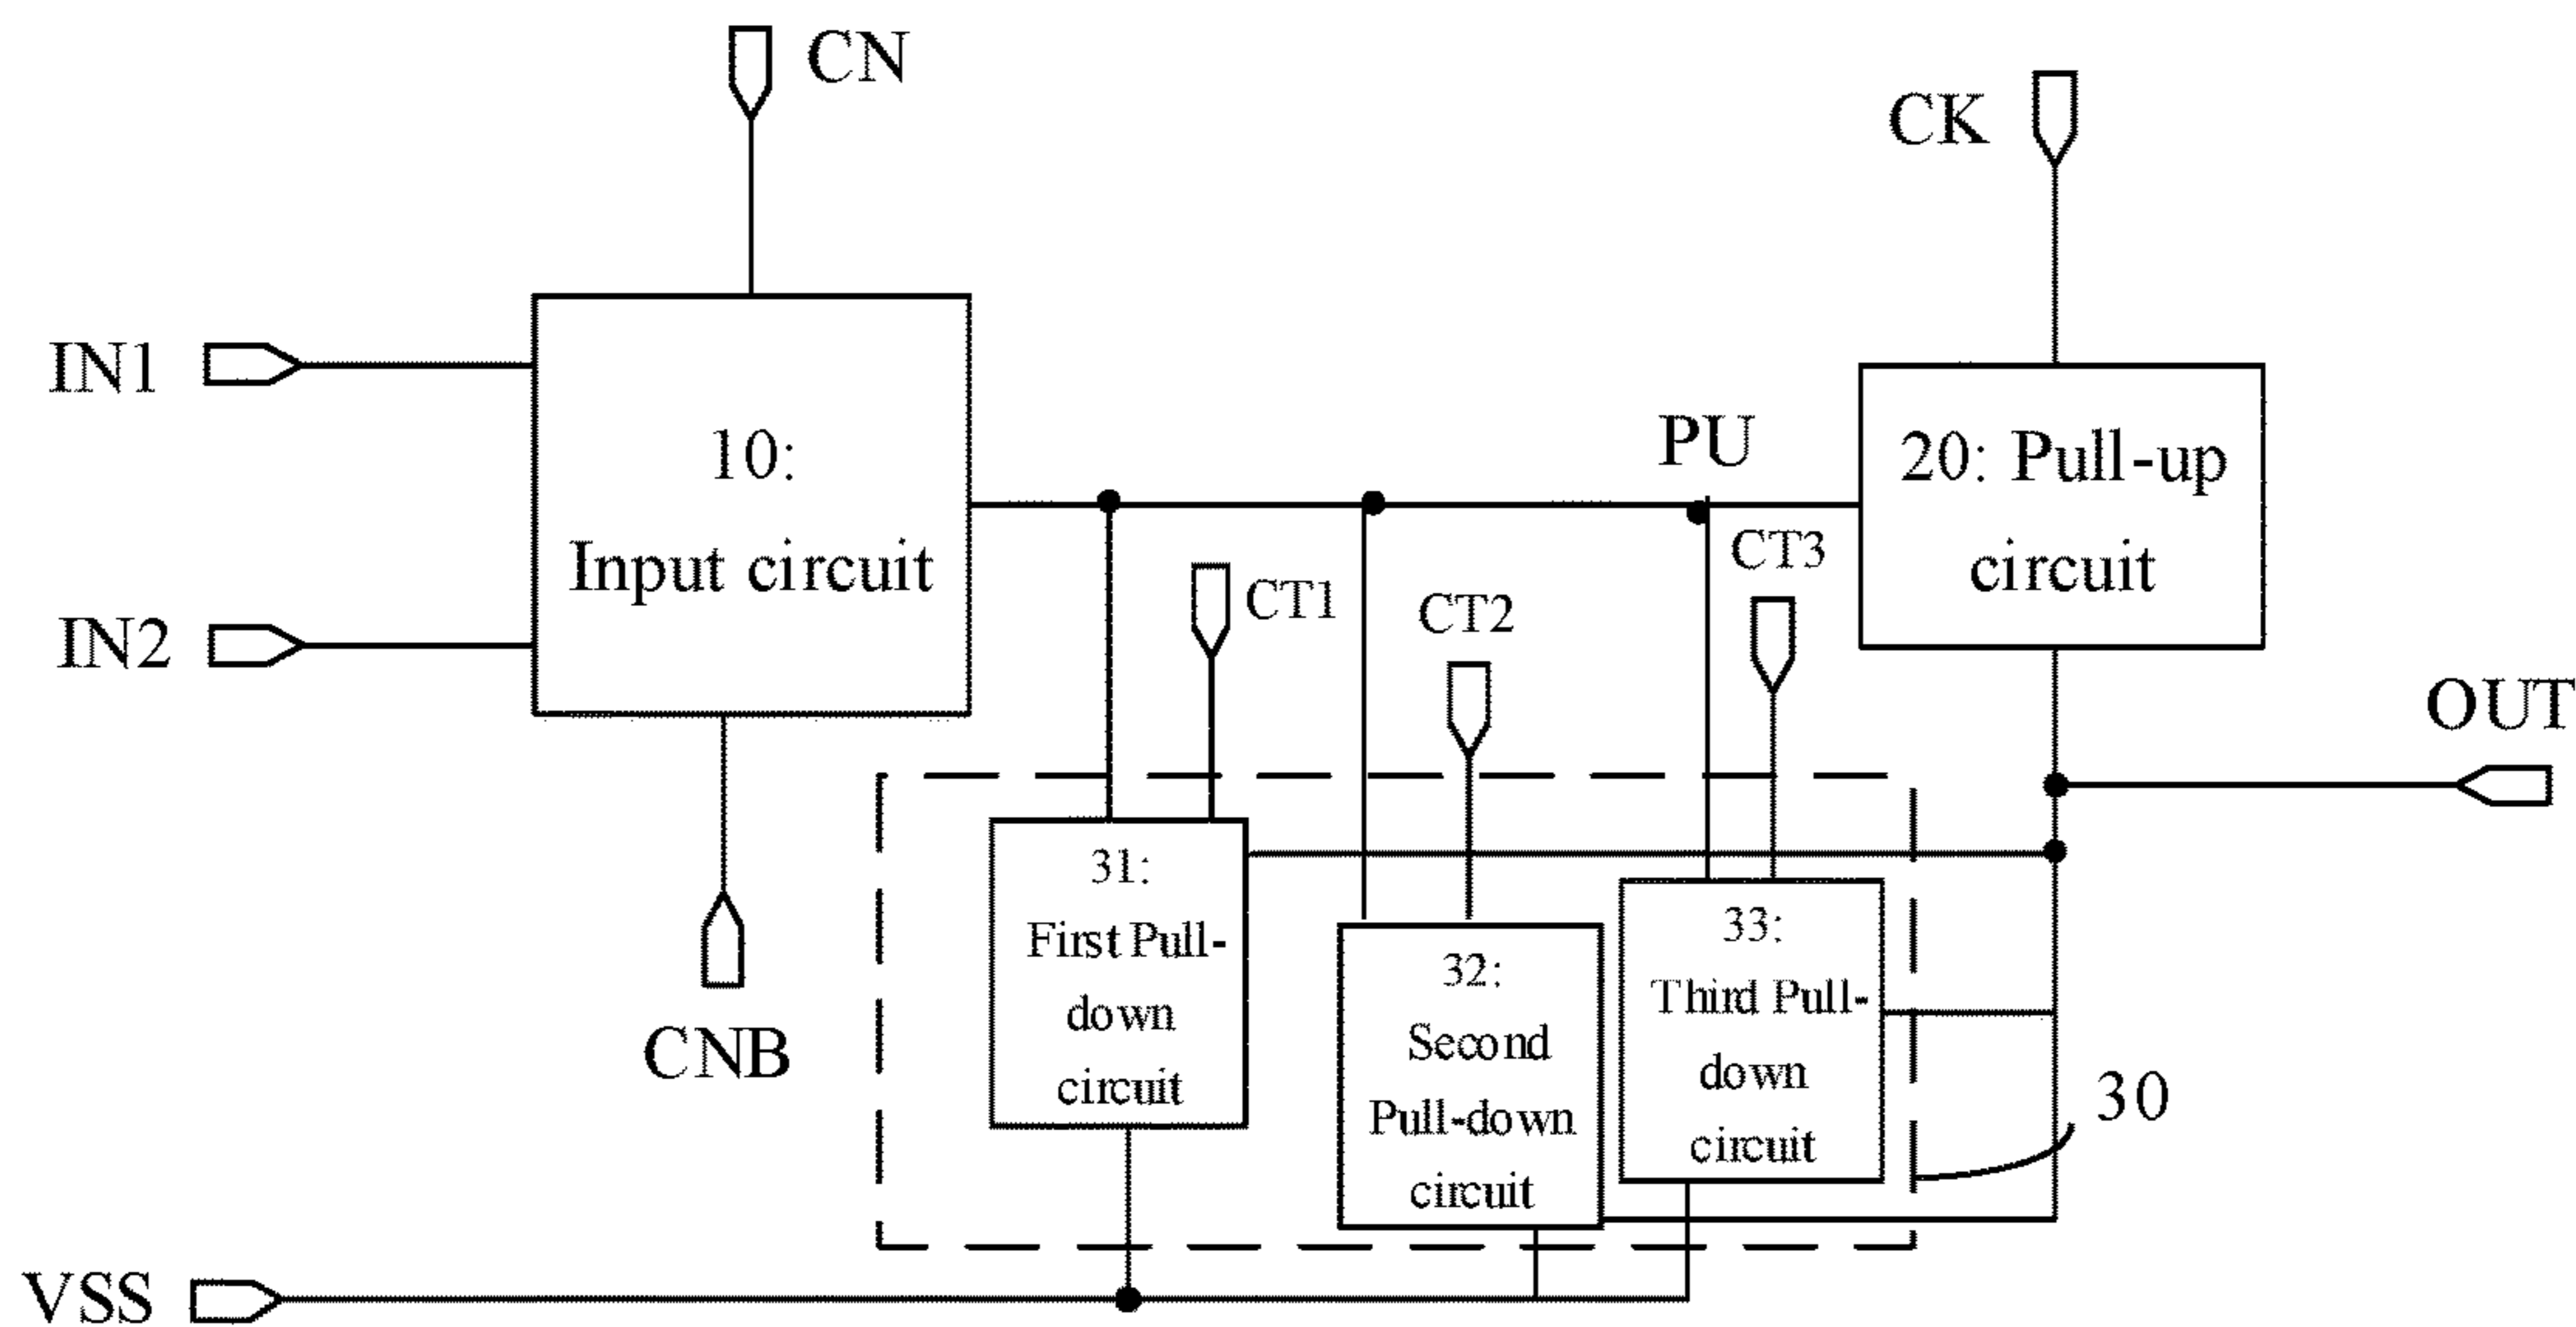 CN
CK
IN1
10:
Input circuit
IN2
PU
20: Pull-up
circuit
CT1
CT2
CT3
OUT
CNB
31:
First Pull-
down
circuit
32:
Second
Pull-down
circuit
33:
Third Pull-
down
circuit
30
VSS